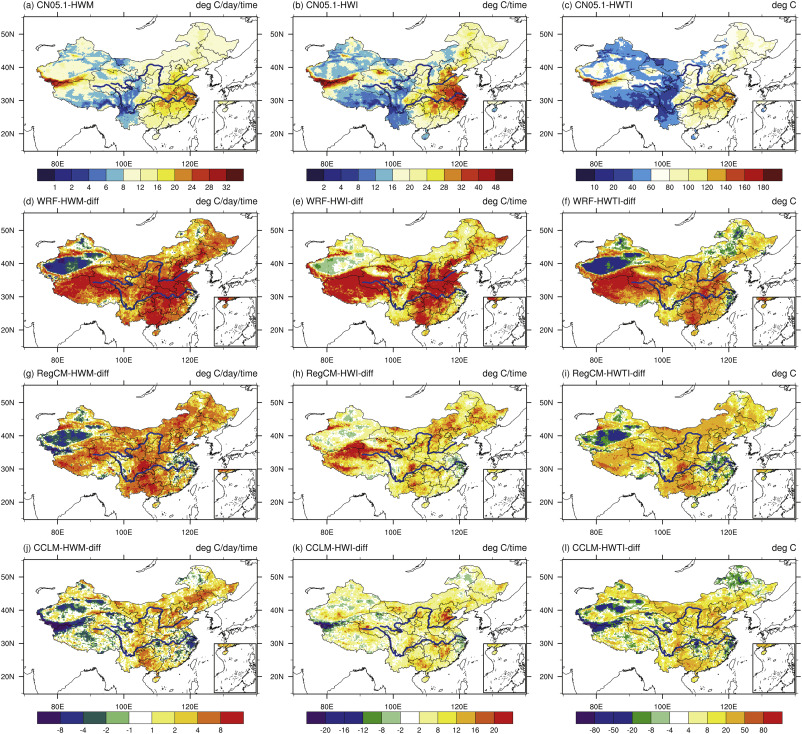 (a) CN05.1-HWM deg C/day/time
(b) CN05.1-HWI deg C/time
(c) CN05.1-HWTI deg C
50N 50N 50N
40N 40N 40N
30N 30N 30N
20N 20N 20N
80E 100E 120E 80E 100E 120E 80E 100E 120E
1 2 4 6 8 12 16 20 24 28 32
2 4 8 12 16 20 24 28 32 40 48
10 20 40 60 80 100 120 140 160 180
(d) WRF-HWM-diff deg C/day/time
(e) WRF-HWI-diff deg C/time
(f) WRF-HWTI-diff deg C
50N 50N 50N
40N 40N 40N
30N 30N 30N
20N 20N 20N
80E 100E 120E 80E 100E 120E 80E 100E 120E
(g) RegCM-HWM-diff deg C/day/time
(h) RegCM-HWI-diff deg C/time
(i) RegCM-HWTI-diff deg C
50N 50N 50N
40N 40N 40N
30N 30N 30N
20N 20N 20N
80E 100E 120E 80E 100E 120E 80E 100E 120E
(j) CCLM-HWM-diff deg C/day/time
(k) CCLM-HWI-diff deg C/time
(l) CCLM-HWTI-diff deg C
50N 50N 50N
40N 40N 40N
30N 30N 30N
20N 20N 20N
80E 100E 120E 80E 100E 120E 80E 100E 120E
-8 -4 -2 -1 1 2 4 8
-20 -16 -12 -8 -4 4 8 12 16 20
-80 -50 -20 -8 -4 4 8 20 50 80